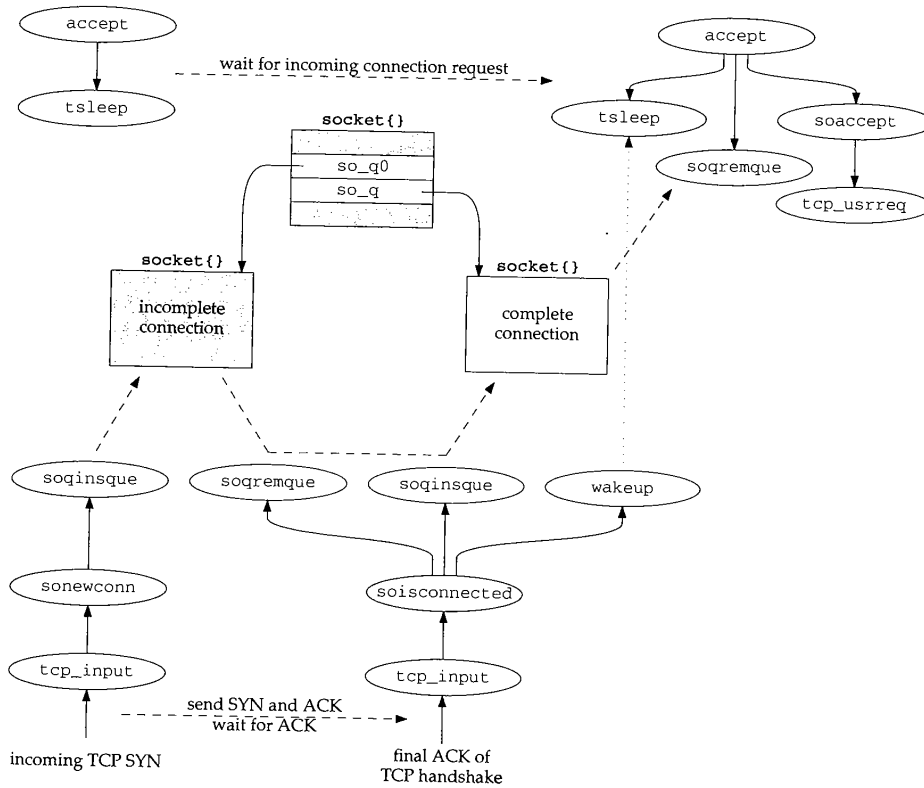 accept
accept
wait for incoming connection request
tsleep
tsleep
soaccept
socket{}
so_q0
soqremque
so_q
tcp_usrreq
socket{}
socket{}
incomplete
connection
complete
connection
soqinsque
soqremque
soqinsque
wakeup
sonewconn
soisconnected
tcp_input
tcp_input
send SYN and ACK
wait for ACK
incoming TCP SYN
final ACK of
TCP handshake